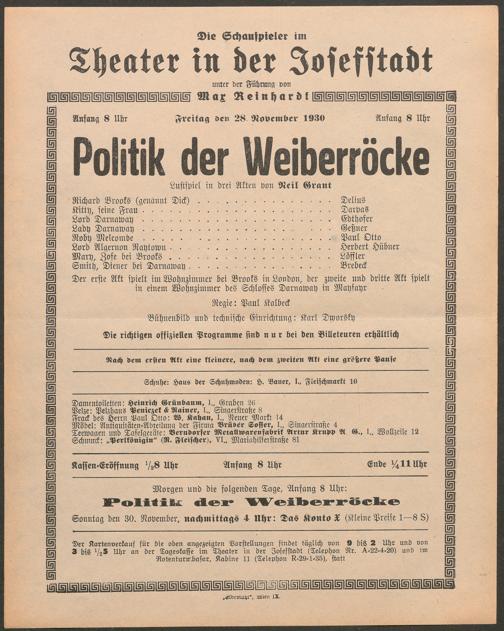 Die Schauspieler im
Theater in der Josefstadt
unter der Führung von
Max Reinhardt
Anfang 8 Uhr Freitag den 28. November 1930 Anfang 8 Uhr
Politik der Weiberröcke
Lustspiel in drei Akten von Neil Grant
Richard Brooks (genannt Dick) . . . . . . . . . . Delius
Kitty, seine Frau . . . . . . . . . . Darvas
Lord Darnaway . . . . . . . . . . Edthofer
Lady Darnaway . . . . . . . . . . Geßner
Roby Melcombe . . . . . . . . . . Paul Otto
Lord Algernon Raytown . . . . . . . . . . Herbert Hübner
Mary, Zofe bei Brooks . . . . . . . . . . Löffler
Smith, Diener bei Darnaway . . . . . . . . . . Brebeck
Der erste Akt spielt im Wohnzimmer bei Brooks in London, der zweite und dritte Akt spielt
in einem Wohnzimmer des Schlosses Darnaway in Mayfayr
Regie: Paul Kalbeck
Bühnenbild und technische Einrichtung: Karl Dworsky
Die richtigen offiziellen Programme sind nur bei den Billeteuren erhältlich
Nach dem ersten Akt eine kleinere, nach dem zweiten Akt eine größere Pause
Schuhe: Haus der Schuhmoden: H. Bauer, I., Fleischmarkt 10
Damentoiletten: Heinrich Grünbaum, I., Graben 26
Pelze: Pelzhaus Peniczek & Rainer, I., Singerstraße 8
Frack des Herrn Paul Otto: W. Kahan, I., Neuer Markt 14
Möbel: Antiquitäten-Abteilung der Firma Brüder Soffer, I., Singerstraße 4
Teewagen und Tafelgeräte: Berndorfer Metallwarenfabrik Artur Krupp A. G., I., Wollzeile 12
Schmuck: „Perlkönigin" (R. Fleischer), VI., Mariahilferstraße 81
Kassen-Eröffnung ½8 Uhr Anfang 8 Uhr Ende ¼11 Uhr
Morgen und die folgenden Tage, Anfang 8 Uhr:
Politik der Weiberröcke
Sonntag den 30. November, nachmittags 4 Uhr: Das Konto X (Kleine Preise 1—8 S)
Der Kartenverkauf für die oben angezeigten Vorstellungen findet täglich von 9 bis 2 Uhr und von
3 bis ½5 Uhr an der Tageskasse im Theater in der Josefstadt (Telephon Nr. A-22-4-20) und im
Rotenturmbasar, Kabine 11 (Telephon R-29-1-35), statt
Wien IX.